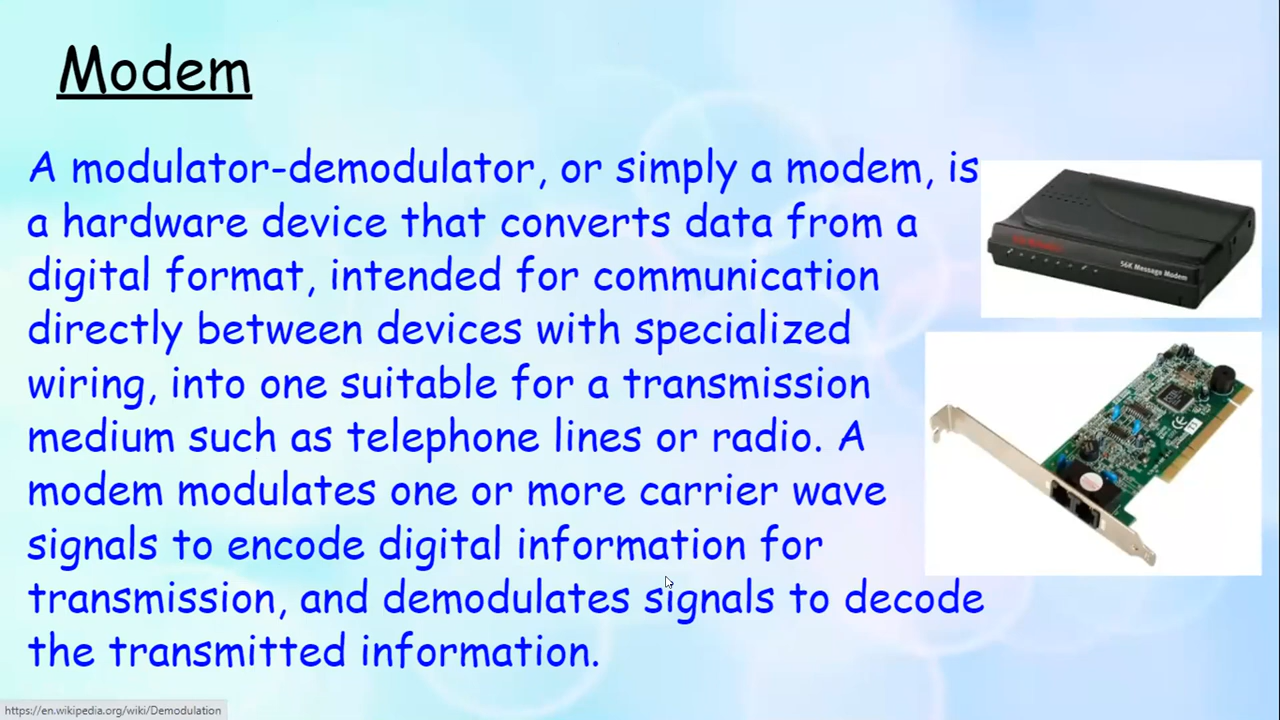 Modem
A modulator-demodulator, or simply a modem, is
a hardware device that converts data from a
digital format, intended for communication
directly between devices with specialized
wiring, into one suitable for a transmission
medium such as telephone lines or radio. A
modem modulates one or more carrier wave
signals to encode digital information for
transmission, and demodulates signals to decode
the transmitted information.
56K Message Modem
https://en.wikipedia.org/wiki/Demodulation